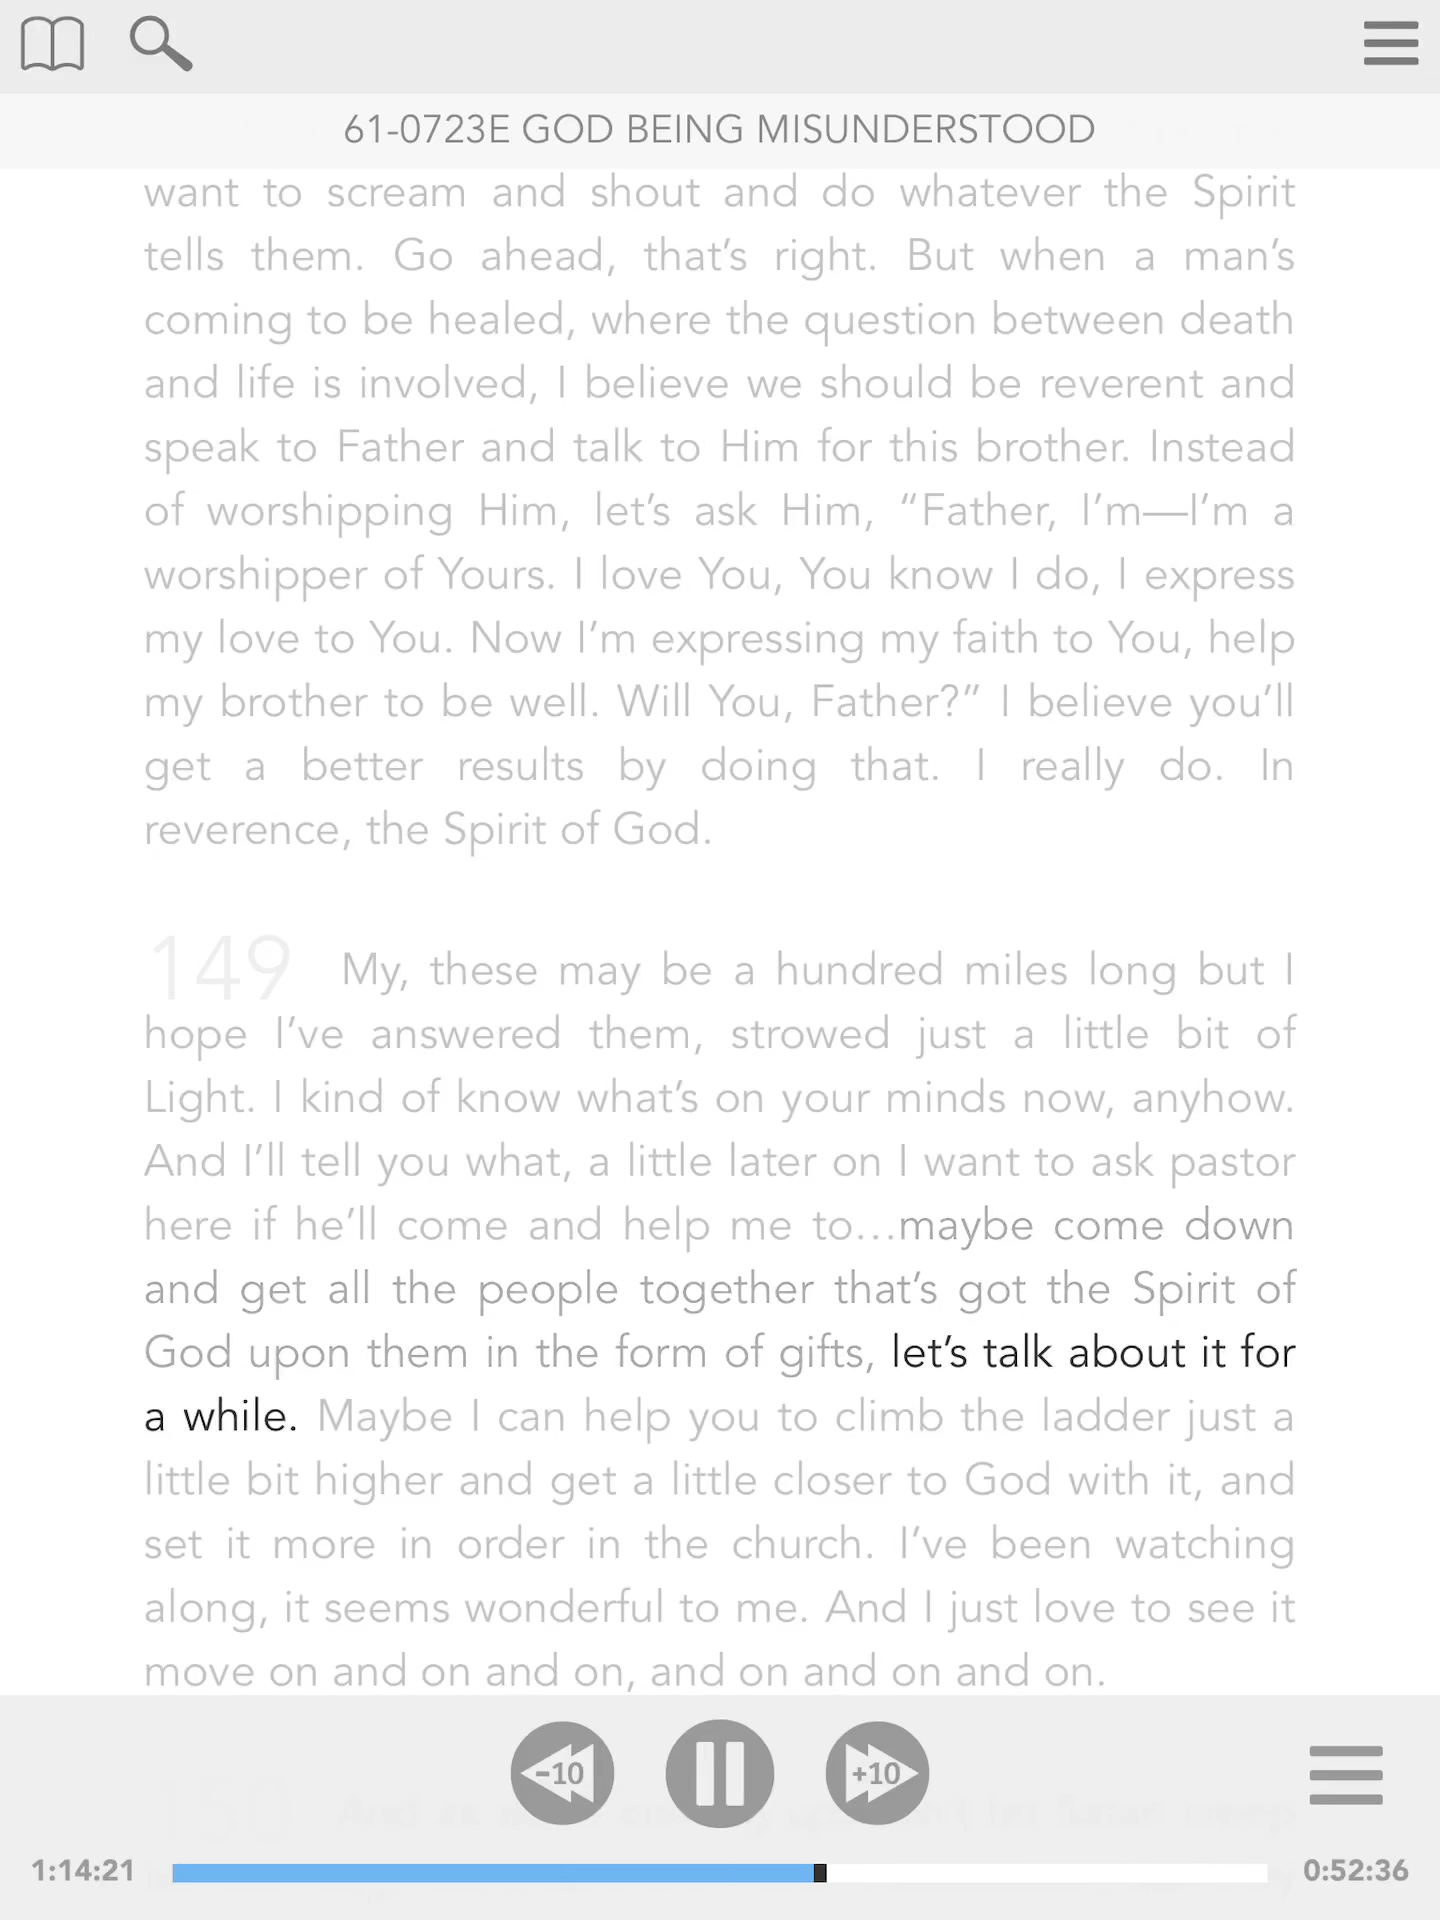 61-0723E GOD BEING MISUNDERSTOOD
want to scream and shout and do whatever the Spirit
tells them. Go ahead, that’s right. But when a man’s
coming to be healed, where the question between death
and life is involved, I believe we should be reverent and
speak to Father and talk to Him for this brother. Instead
of worshipping Him, let’s ask Him, “Father, I’m—I’m a
worshipper of Yours. I love You, You know I do, I express
my love to You. Now I’m expressing my faith to You, help
my brother to be well. Will You, Father?” I believe you’ll
get a better results by doing that. I really do. In
reverence, the Spirit of God.
149 My, these may be a hundred miles long but I
hope I’ve answered them, strowed just a little bit of
Light. I kind of know what’s on your minds now, anyhow.
And I’ll tell you what, a little later on I want to ask pastor
here if he’ll come and help me to…maybe come down
and get all the people together that’s got the Spirit of
God upon them in the form of gifts, let’s talk about it for
a while. Maybe I can help you to climb the ladder just a
little bit higher and get a little closer to God with it, and
set it more in order in the church. I’ve been watching
along, it seems wonderful to me. And I just love to see it
move on and on and on, and on and on and on.
-10 +10
1:14:21 0:52:36